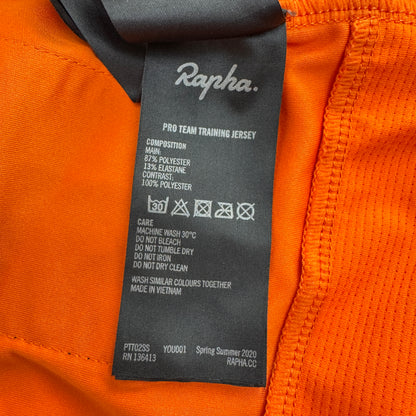 Rapha.
PRO TEAM TRAINING JERSEY
COMPOSITION
MAIN:
87% POLYESTER
13% ELASTANE
CONTRAST:
100% POLYESTER
30
CARE
MACHINE WASH 30°C
DO NOT BLEACH
DO NOT TUMBLE DRY
DO NOT IRON
DO NOT DRY CLEAN
WASH SIMILAR COLOURS TOGETHER
MADE IN VIETNAM
PTT02SS YOU001 Spring Summer 2020
RN 136413 RAPHA.CC